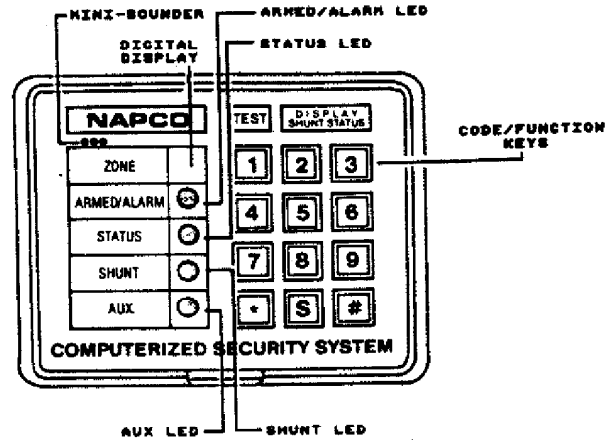 MINI-SOUNDER
ARMED/ALARM LED
DIGITAL
DISPLAY
STATUS LED
NAPCO
TEST
DISPLAY
SHUNT STATUS
CODE/FUNCTION
KEYS
ZONE
1 2 3
ARMED/ALARM
4 5 6
STATUS
SHUNT
7 8 9
AUX
* S #
COMPUTERIZED SECURITY SYSTEM
AUX LED
SHUNT LED